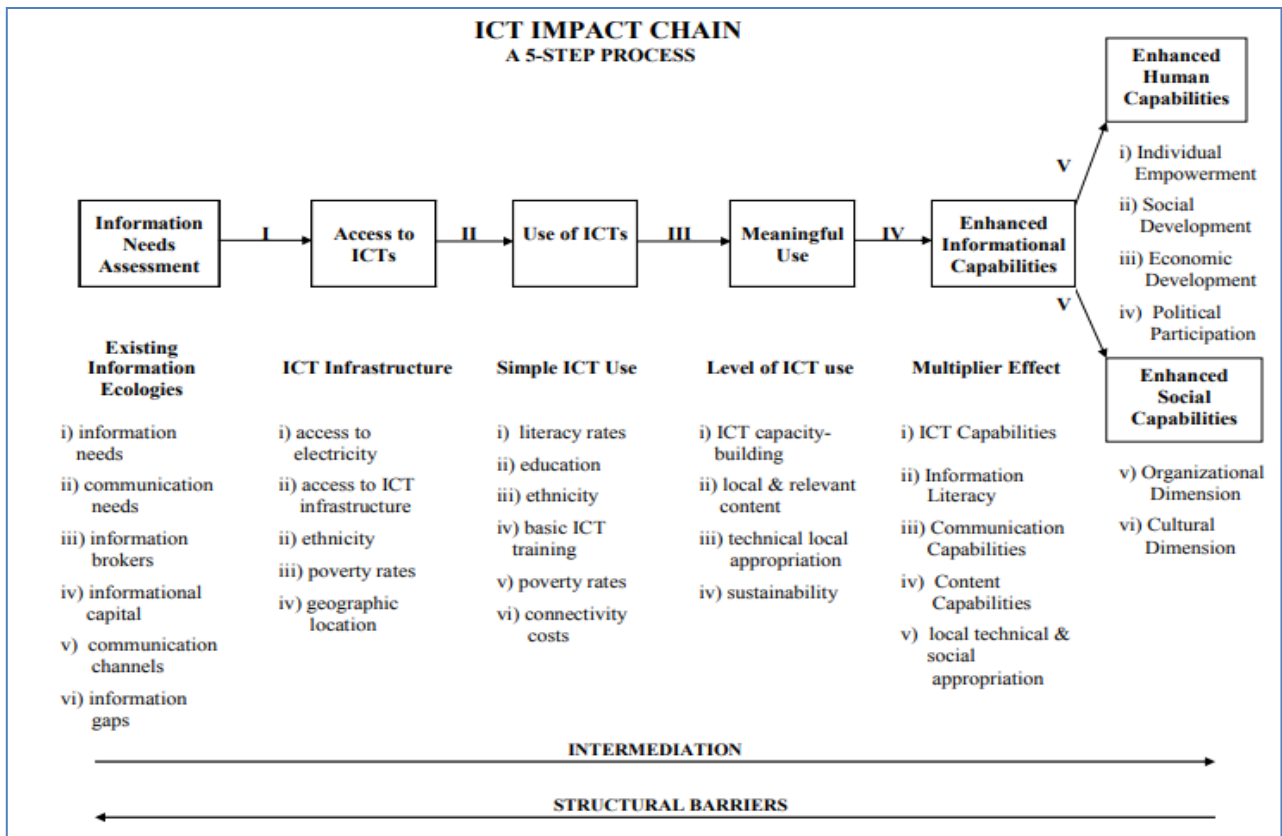 ICT IMPACT CHAIN
A 5-STEP PROCESS
Information
Needs
Assessment
I
Access to
ICTs
II
Use of ICTs
III
Meaningful
Use
IV
Enhanced
Informational
Capabilities
V
V
Enhanced
Human
Capabilities
i) Individual
Empowerment
ii) Social
Development
iii) Economic
Development
iv) Political
Participation
Enhanced
Social
Capabilities
v) Organizational
Dimension
vi) Cultural
Dimension
Existing
Information
Ecologies
i) information
needs
ii) communication
needs
iii) information
brokers
iv) informational
capital
v) communication
channels
vi) information
gaps
ICT Infrastructure
i) access to
electricity
ii) access to ICT
infrastructure
ii) ethnicity
iii) poverty rates
iv) geographic
location
Simple ICT Use
i) literacy rates
ii) education
iii) ethnicity
iv) basic ICT
training
v) poverty rates
vi) connectivity
costs
Level of ICT use
i) ICT capacity-
building
ii) local & relevant
content
iii) technical local
appropriation
iv) sustainability
Multiplier Effect
i) ICT Capabilities
ii) Information
Literacy
iii) Communication
Capabilities
iv) Content
Capabilities
v) local technical &
social
appropriation
INTERMEDIATION
STRUCTURAL BARRIERS